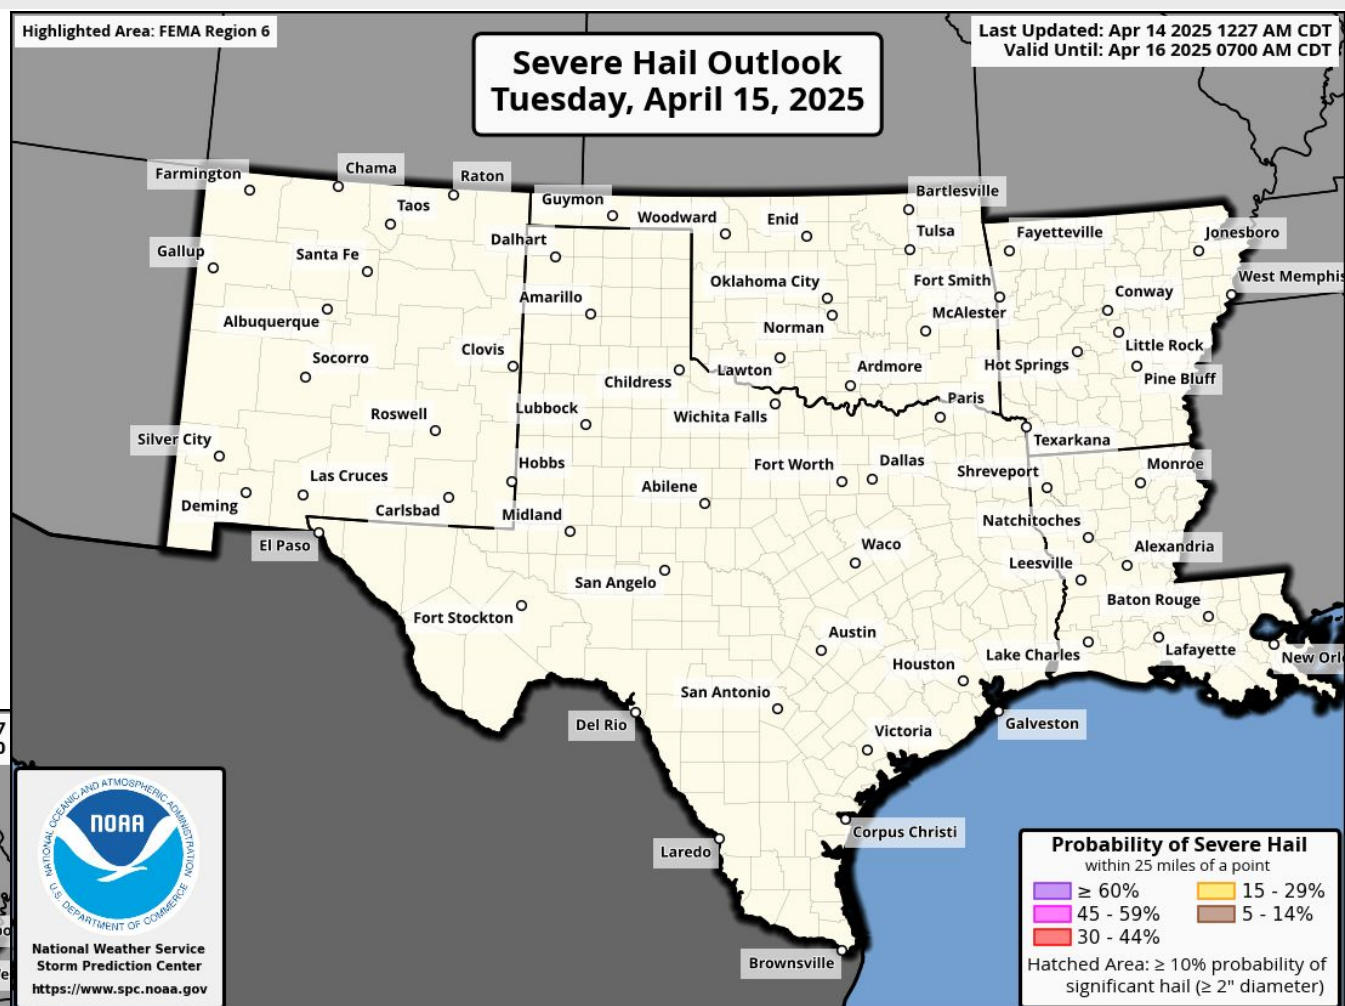 Highlighted Area: FEMA Region 6
Last Updated: Apr 14 2025 1227 AM CDT
Valid Until: Apr 16 2025 0700 AM CDT
Severe Hail Outlook
Tuesday, April 15, 2025
Farmington
Chama
Raton
Taos
Guymon
Woodward
Enid
Bartlesville
Tulsa
Fayetteville
Jonesboro
Gallup
Santa Fe
Dalhart
Oklahoma City
Fort Smith
West Memphis
Albuquerque
Amarillo
Norman
McAlester
Conway
Little Rock
Socorro
Clovis
Childress
Lawton
Ardmore
Hot Springs
Pine Bluff
Roswell
Lubbock
Wichita Falls
Paris
Texarkana
Silver City
Las Cruces
Hobbs
Abilene
Fort Worth
Dallas
Shreveport
Monroe
Deming
Carlsbad
Midland
Natchitoches
El Paso
Waco
Alexandria
San Angelo
Leesville
Fort Stockton
Baton Rouge
Austin
Houston
Lake Charles
Lafayette
New Orl
San Antonio
Del Rio
Victoria
Galveston
Corpus Christi
Laredo
Brownsville
NATIONAL OCEANIC AND ATMOSPHERIC ADMINISTRATION
NOAA
U.S. DEPARTMENT OF COMMERCE
National Weather Service
Storm Prediction Center
https://www.spc.noaa.gov
Probability of Severe Hail
within 25 miles of a point
≥ 60%
15 - 29%
45 - 59%
5 - 14%
30 - 44%
Hatched Area: ≥ 10% probability of
significant hail (≥ 2" diameter)